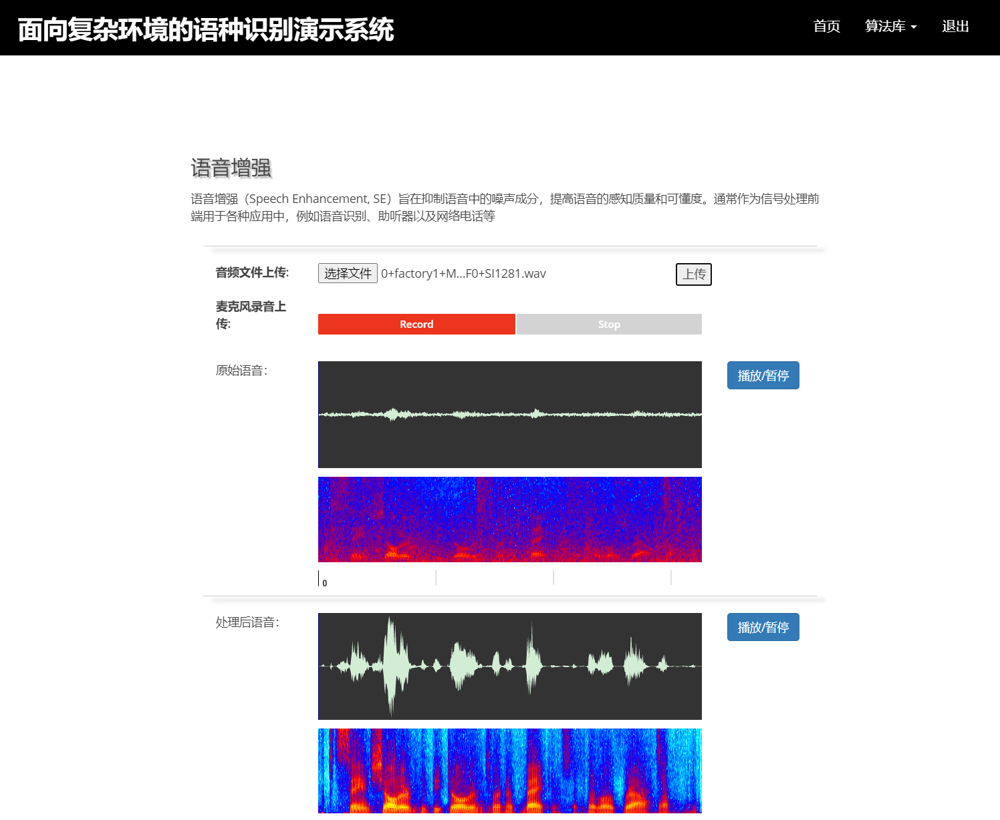 面向复杂环境的语种识别演示系统
首页 算法库 退出
语音增强
语音增强（Speech Enhancement, SE）旨在抑制语音中的噪声成分，提高语音的感知质量和可懂度。通常作为信号处理前
端用于各种应用中，例如语音识别、助听器以及网络电话等
音频文件上传: 选择文件 0+factory1+M...F0+SI1281.wav 上传
麦克风录音上
传:
Record Stop
原始语音： 播放/暂停
0
处理后语音： 播放/暂停